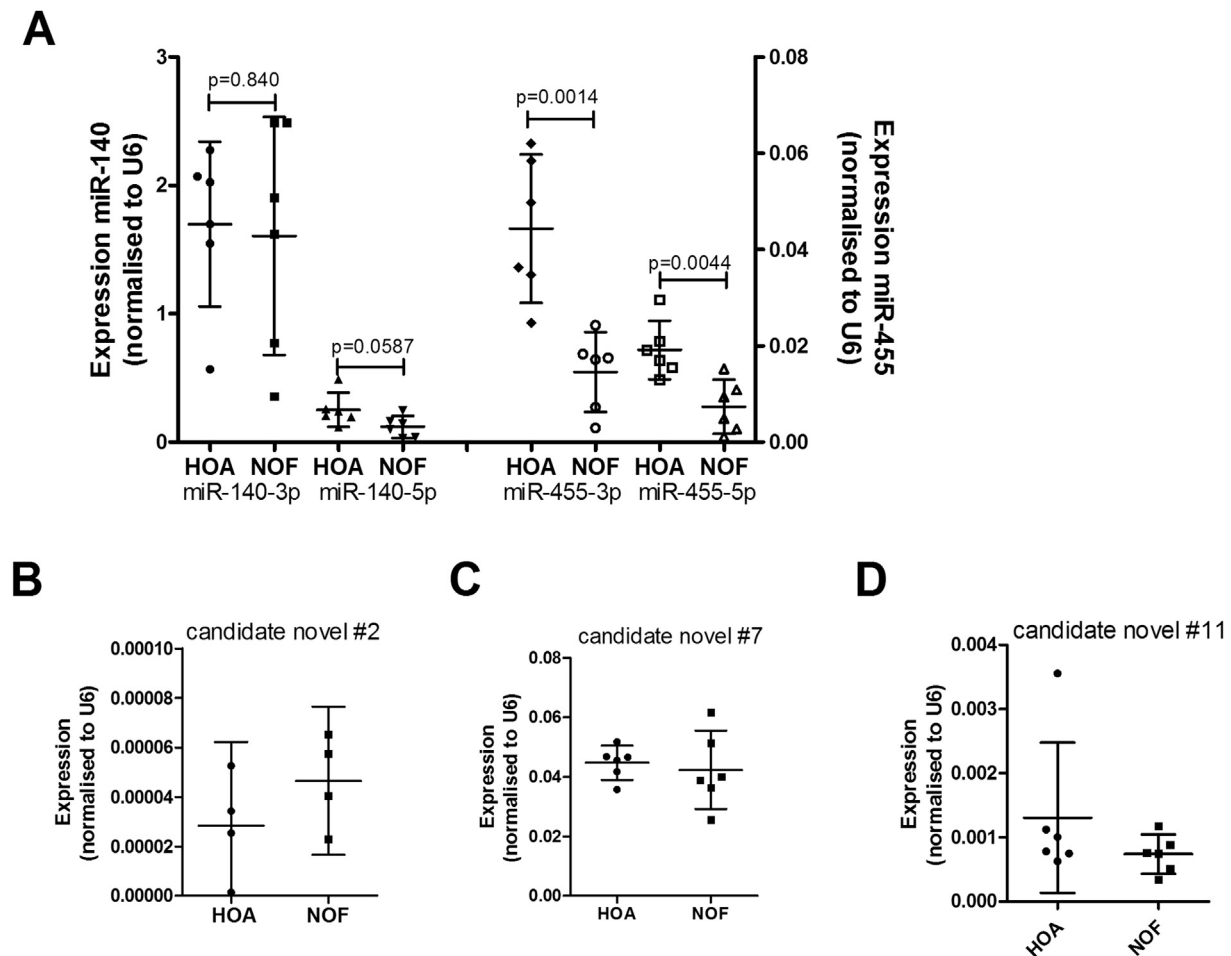 A
Expression miR-140
(normalised to U6)
3
2
1
0
p=0.840
p=0.0587
p=0.0014
p=0.0044
0.08
0.06
0.04
0.02
0.00
Expression miR-455
(normalised to U6)
HOA NOF HOA NOF HOA NOF HOA NOF
miR-140-3p miR-140-5p miR-455-3p miR-455-5p
B
candidate novel #2
Expression
(normalised to U6)
0.00010
0.00008
0.00006
0.00004
0.00002
0.00000
HOA NOF
C
candidate novel #7
Expression
(normalised to U6)
0.08
0.06
0.04
0.02
0.00
HOA NOF
D
candidate novel #11
Expression
(normalised to U6)
0.004
0.003
0.002
0.001
0.000
HOA NOF